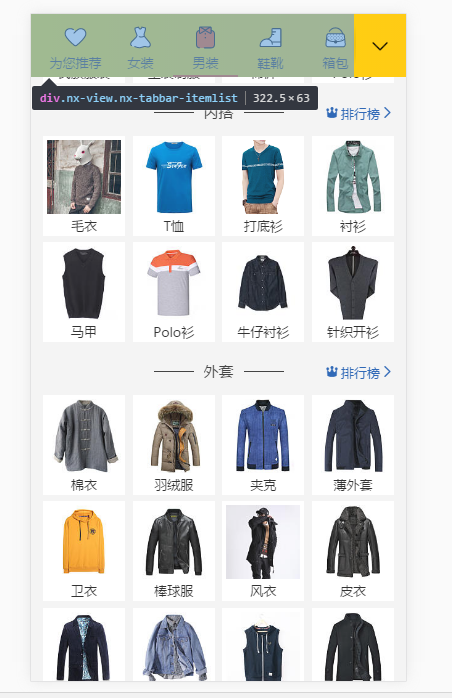 为您推荐 女装 男装 鞋靴 箱包
div.nx-view.nx-tabbar-itemlist 322.5×63
内搭 排行榜
毛衣 T恤 打底衫 衬衫
马甲 Polo衫 牛仔衬衫 针织开衫
外套 排行榜
棉衣 羽绒服 夹克 薄外套
卫衣 棒球服 风衣 皮衣